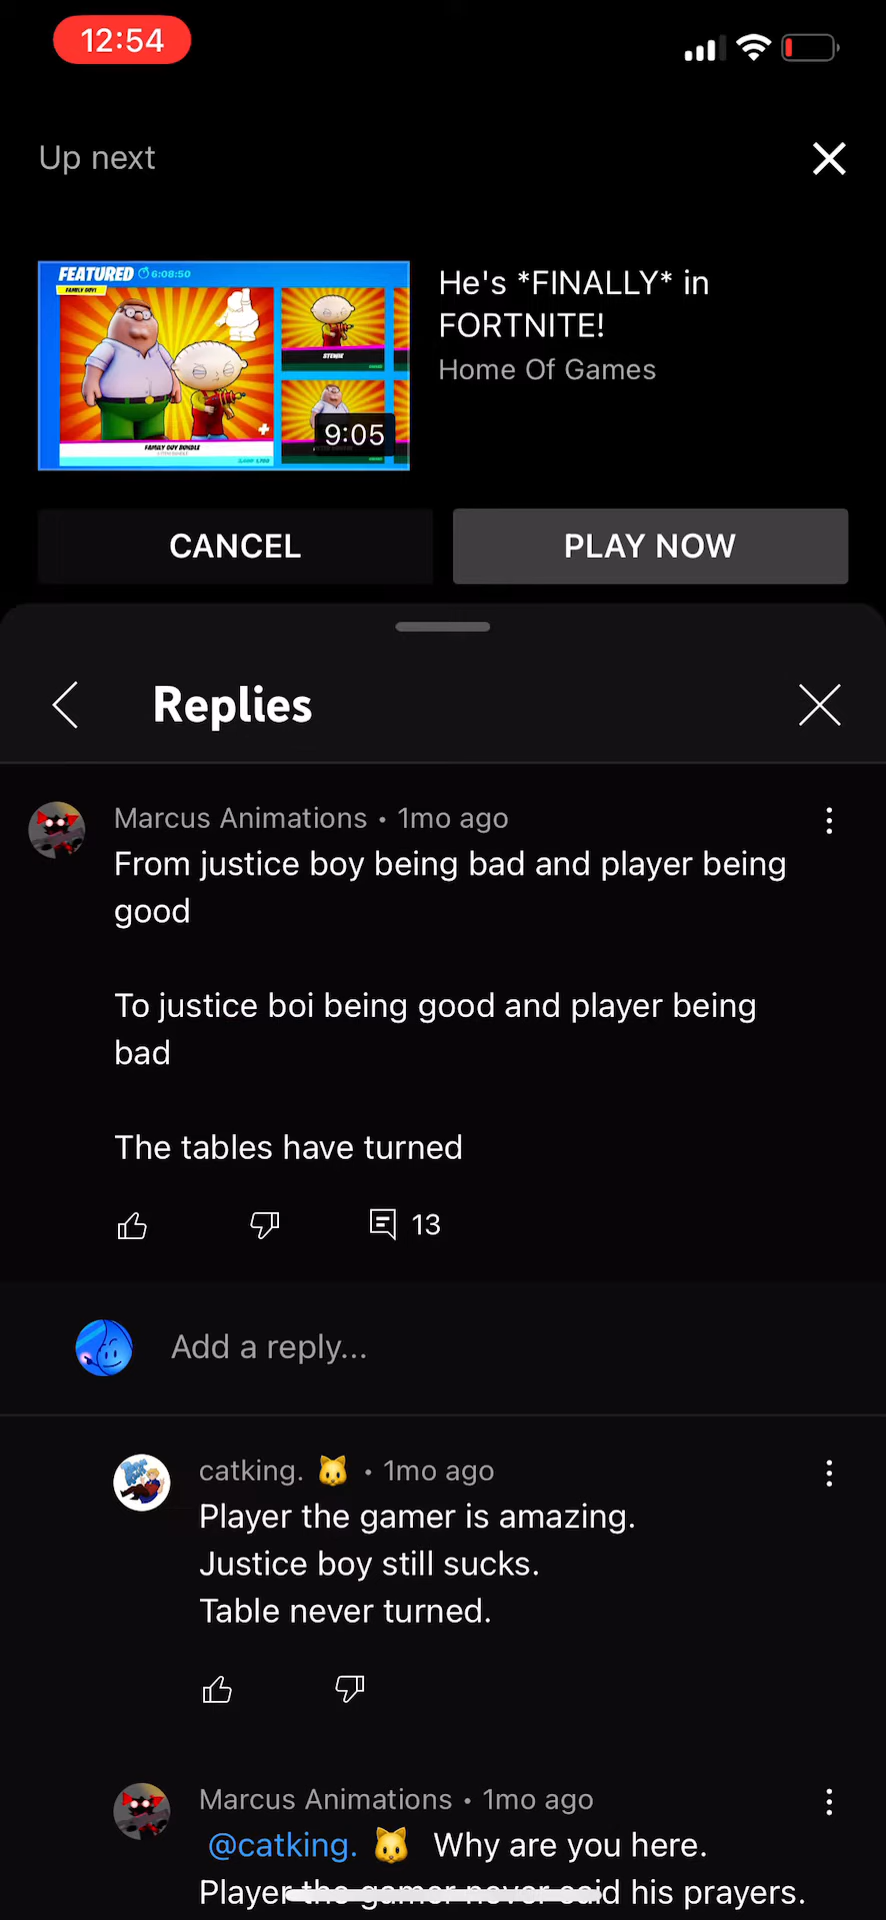 12:54
Up next
FEATURED 6:08:50
FAMILY GUY!
STEWIE
FAMILY GUY BUNDLE
9:05
He's *FINALLY* in
FORTNITE!
Home Of Games
CANCEL
PLAY NOW
Replies
Marcus Animations • 1mo ago
From justice boy being bad and player being
good
To justice boi being good and player being
bad
The tables have turned
13
Add a reply...
catking. 🐱 • 1mo ago
Player the gamer is amazing.
Justice boy still sucks.
Table never turned.
Marcus Animations • 1mo ago
@catking. 🐱 Why are you here.
Player the gamer never said his prayers.